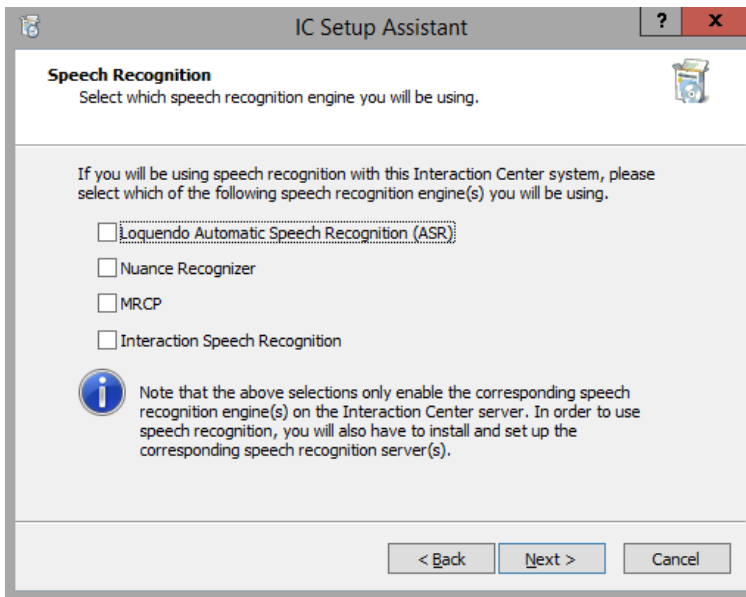 IC Setup Assistant
?
x
Speech Recognition
Select which speech recognition engine you will be using.
If you will be using speech recognition with this Interaction Center system, please
select which of the following speech recognition engine(s) you will be using.
Loquendo Automatic Speech Recognition (ASR)
Nuance Recognizer
MRCP
Interaction Speech Recognition
Note that the above selections only enable the corresponding speech
recognition engine(s) on the Interaction Center server. In order to use
speech recognition, you will also have to install and set up the
corresponding speech recognition server(s).
< Back
Next >
Cancel